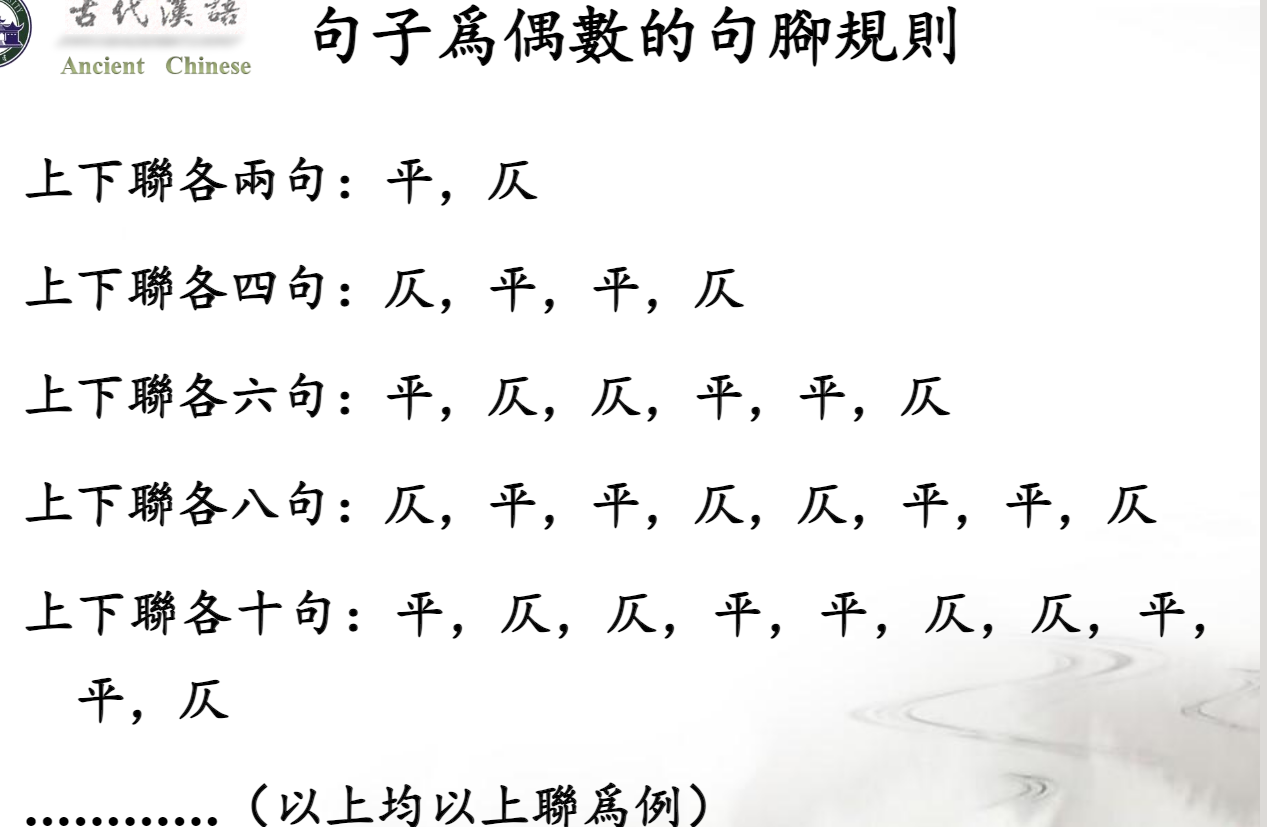 古代漢語
Ancient Chinese
句子爲偶數的句腳規則
上下聯各兩句：平，仄
上下聯各四句：仄，平，平，仄
上下聯各六句：平，仄，仄，平，平，仄
上下聯各八句：仄，平，平，仄，仄，平，平，仄
上下聯各十句：平，仄，仄，平，平，仄，仄，平，
平，仄
…………（以上均以上聯爲例）